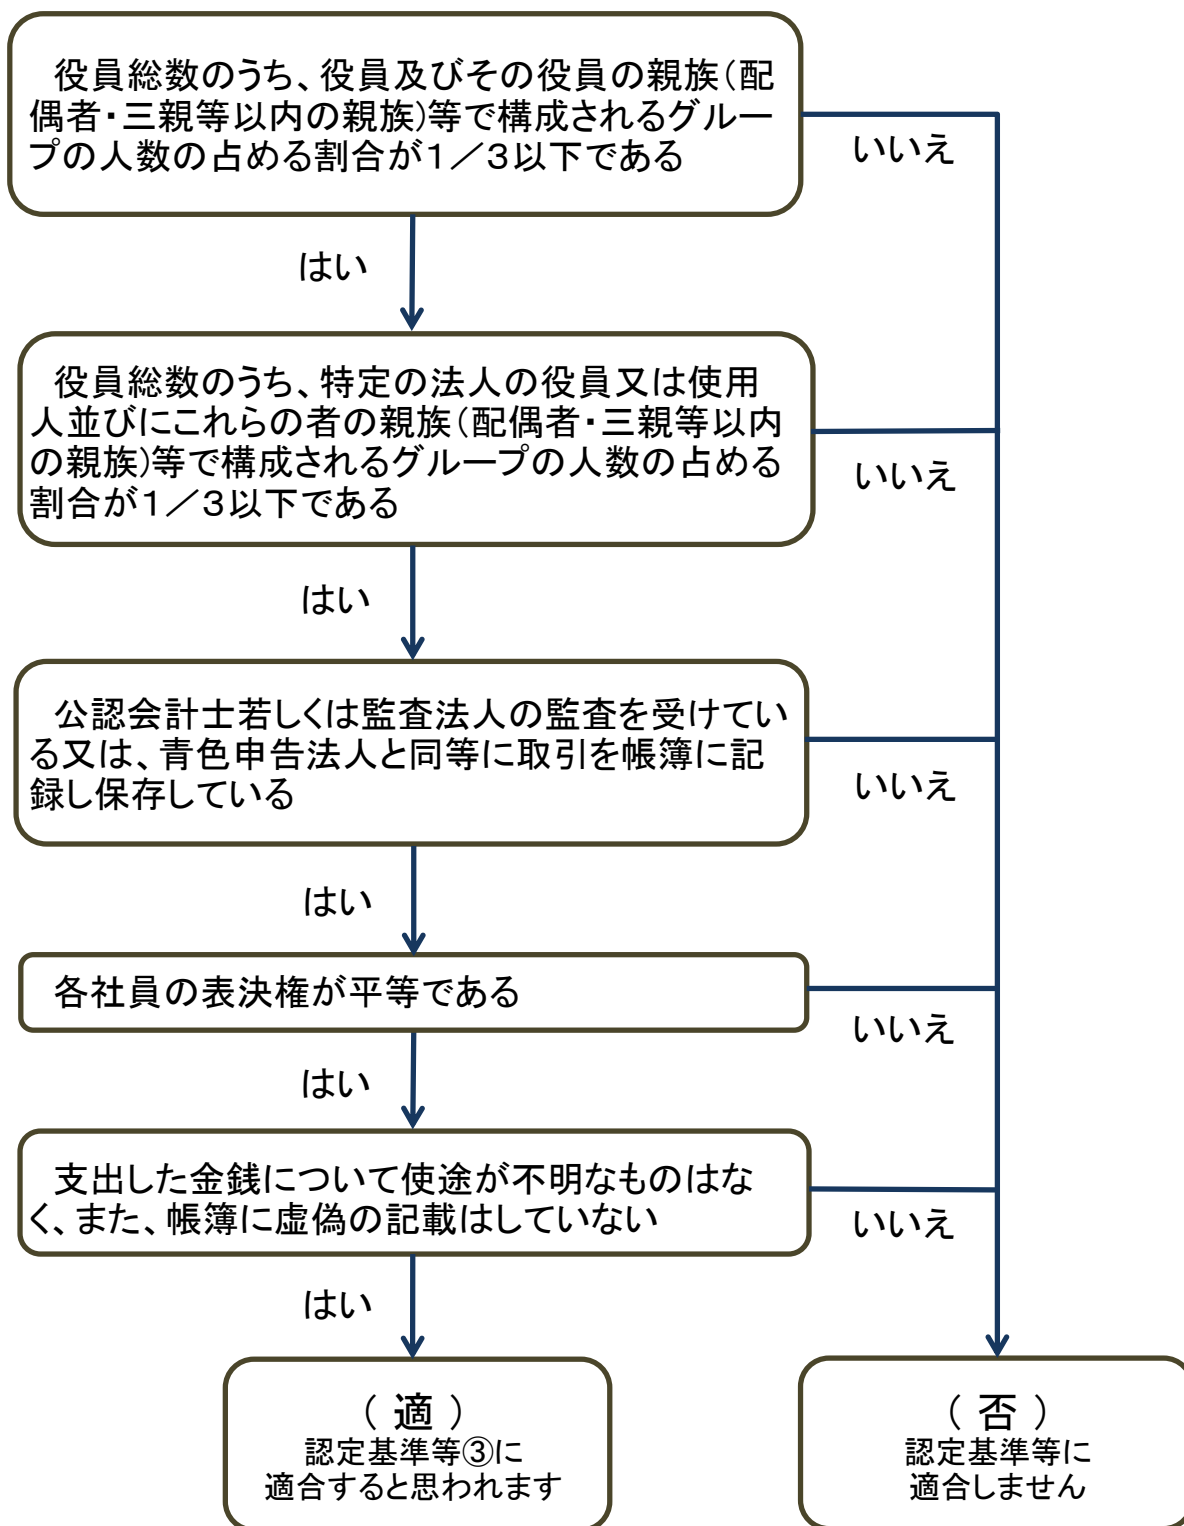 役員総数のうち、役員及びその役員の親族(配
偶者・三親等以内の親族)等で構成されるグルー
プの人数の占める割合が1／3以下である
いいえ
はい
役員総数のうち、特定の法人の役員又は使用
人並びにこれらの者の親族(配偶者・三親等以内
の親族)等で構成されるグループの人数の占める
割合が1／3以下である
いいえ
はい
公認会計士若しくは監査法人の監査を受けてい
る又は、青色申告法人と同等に取引を帳簿に記
録し保存している
いいえ
はい
各社員の表決権が平等である
いいえ
はい
支出した金銭について使途が不明なものはな
く、また、帳簿に虚偽の記載はしていない
いいえ
はい
( 適 )
認定基準等③に
適合すると思われます
( 否 )
認定基準等に
適合しません